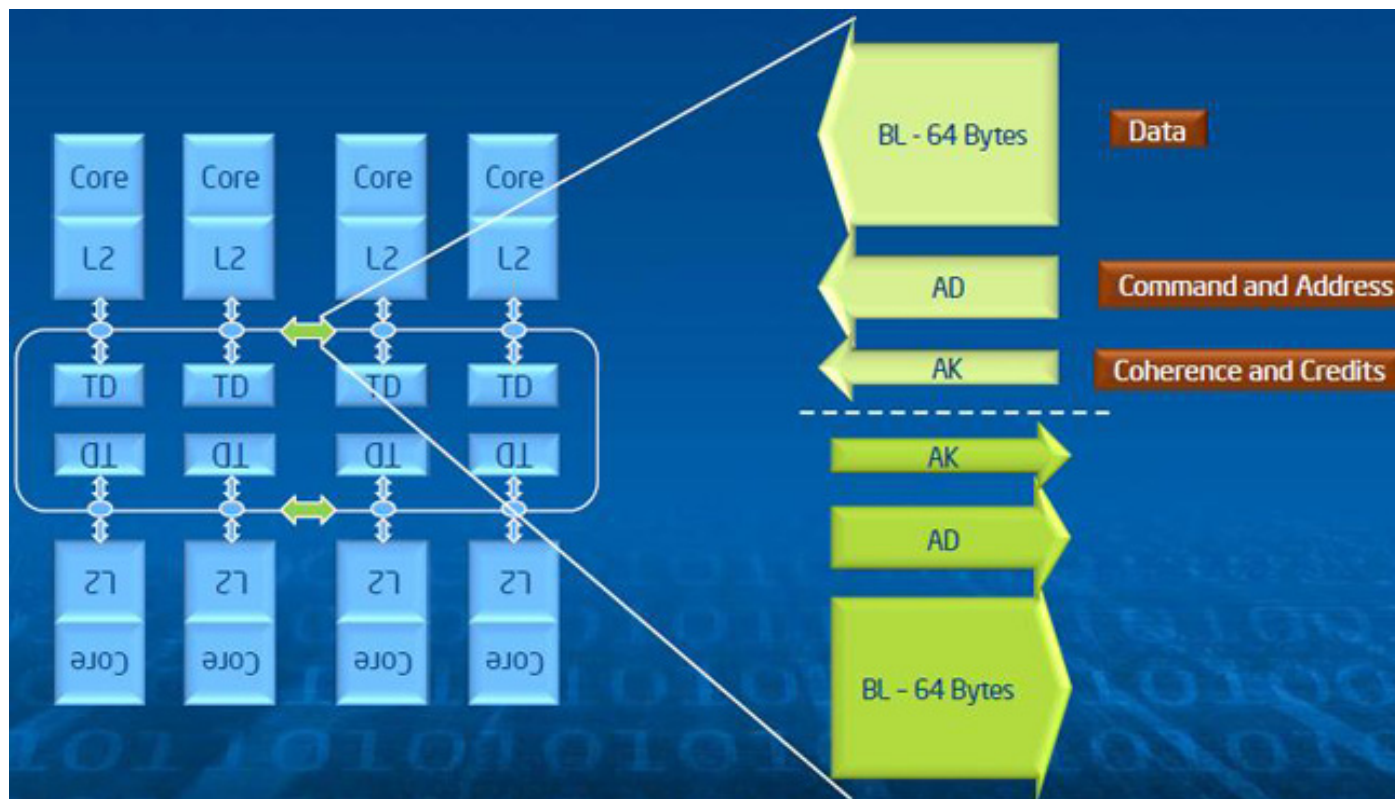 Core Core Core Core
L2 L2 L2 L2
TD TD TD TD
TD TD TD TD
L2 L2 L2 L2
Core Core Core Core
BL - 64 Bytes
Data
AD
Command and Address
AK
Coherence and Credits
AK
AD
BL - 64 Bytes